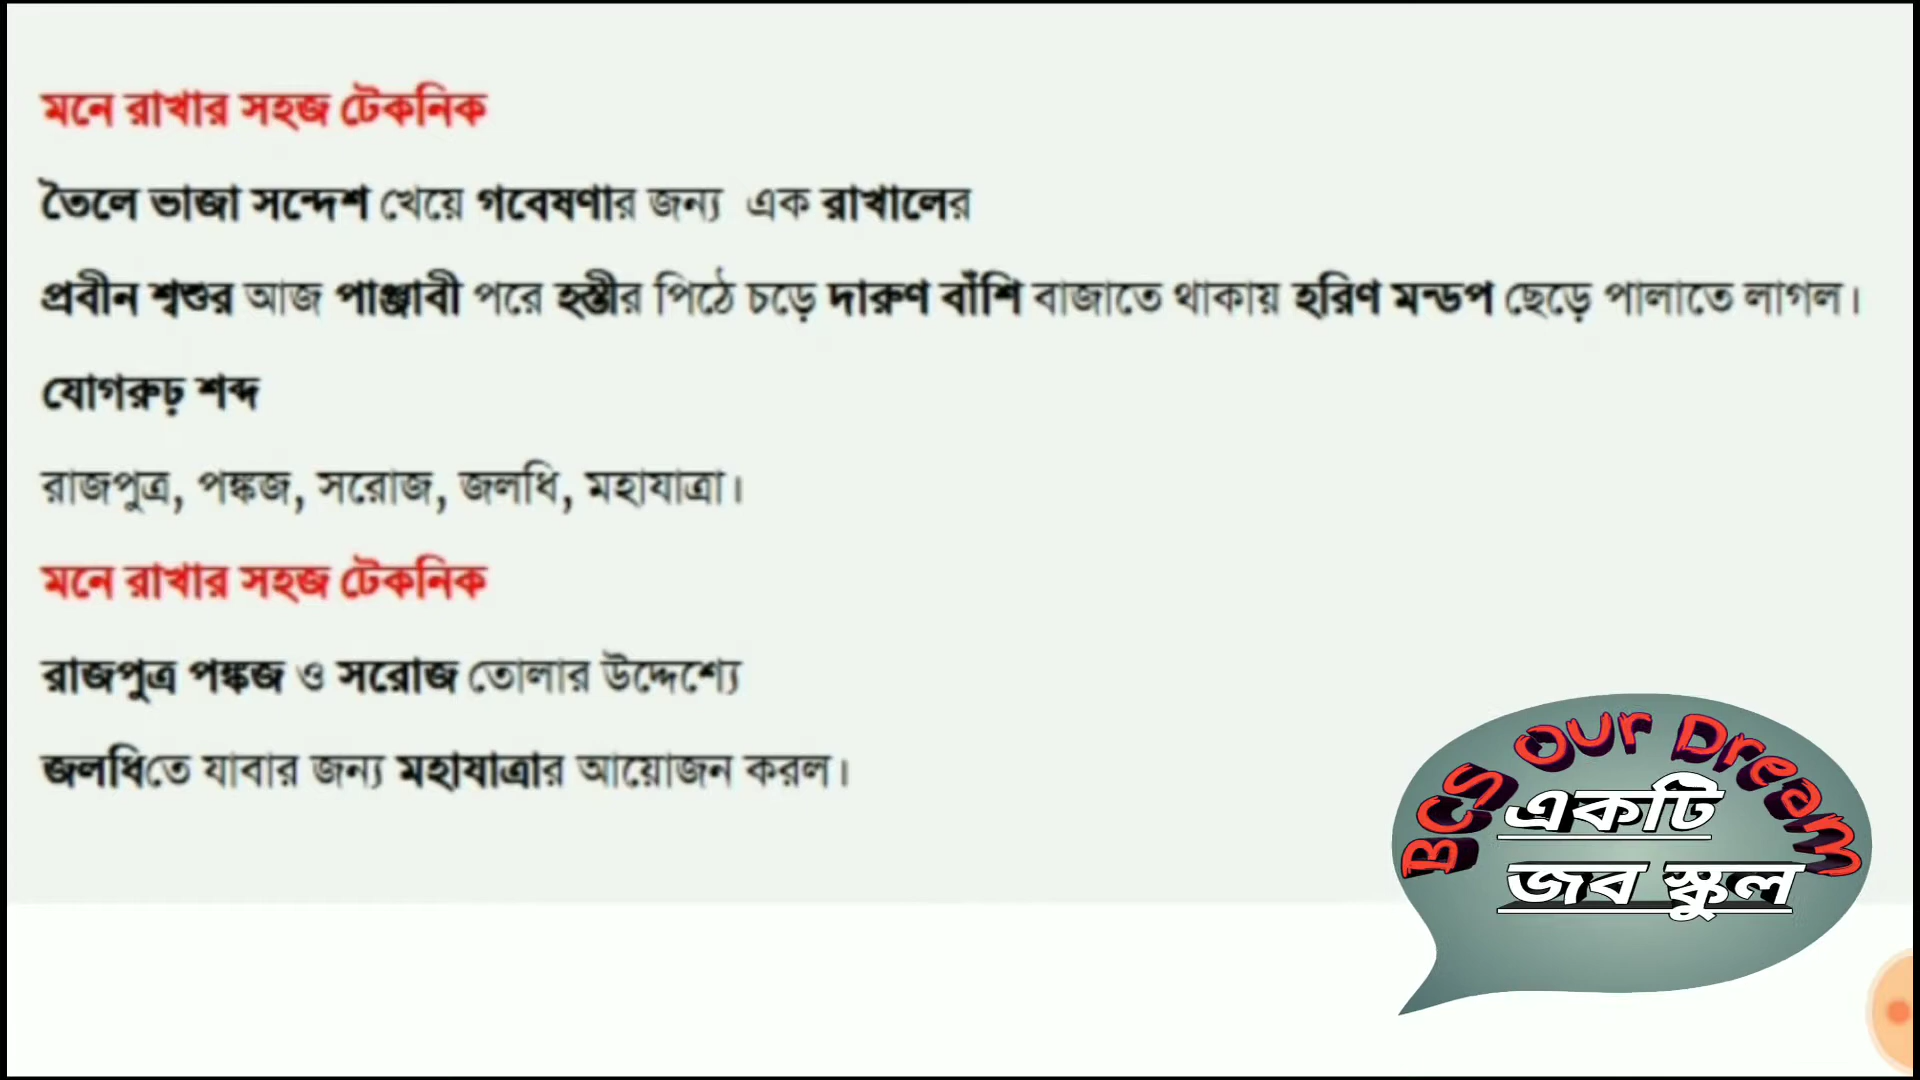 মনে রাখার সহজ টেকনিক
তৈলে ভাজা সন্দেশ খেয়ে গবেষণার জন্য এক রাখালের
প্রবীন শ্বশুর আজ পাঞ্জাবী পরে হস্তীর পিঠে চড়ে দারুণ বাঁশি বাজাতে থাকায় হরিণ মন্ডপ ছেড়ে পালাতে লাগল।
যোগরুঢ় শব্দ
রাজপুত্র, পঙ্কজ, সরোজ, জলধি, মহাযাত্রা।
মনে রাখার সহজ টেকনিক
রাজপুত্র পঙ্কজ ও সরোজ তোলার উদ্দেশ্যে
জলধিতে যাবার জন্য মহাযাত্রার আয়োজন করল।
BCS Our Dream
একটি
জব স্কুল